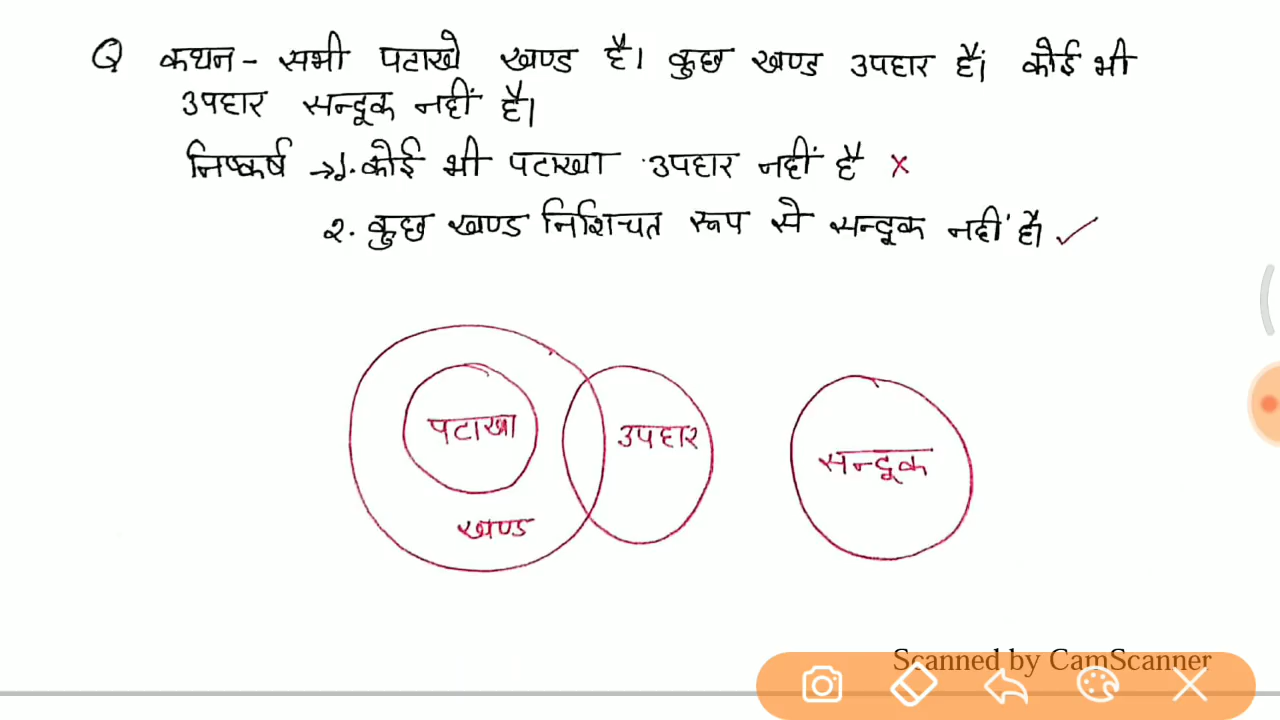 Q कथन - सभी पटाखे खण्ड है। कुछ खण्ड उपहार हैं। कोई भी
उपहार सन्दूक नहीं है।
निष्कर्ष → 1. कोई भी पटाखा उपहार नहीं है ×
२. कुछ खण्ड निश्चित रूप से सन्दूक नहीं है। ✓
पटाखा
उपहार
सन्दूक
खण्ड
Scanned by CamScanner